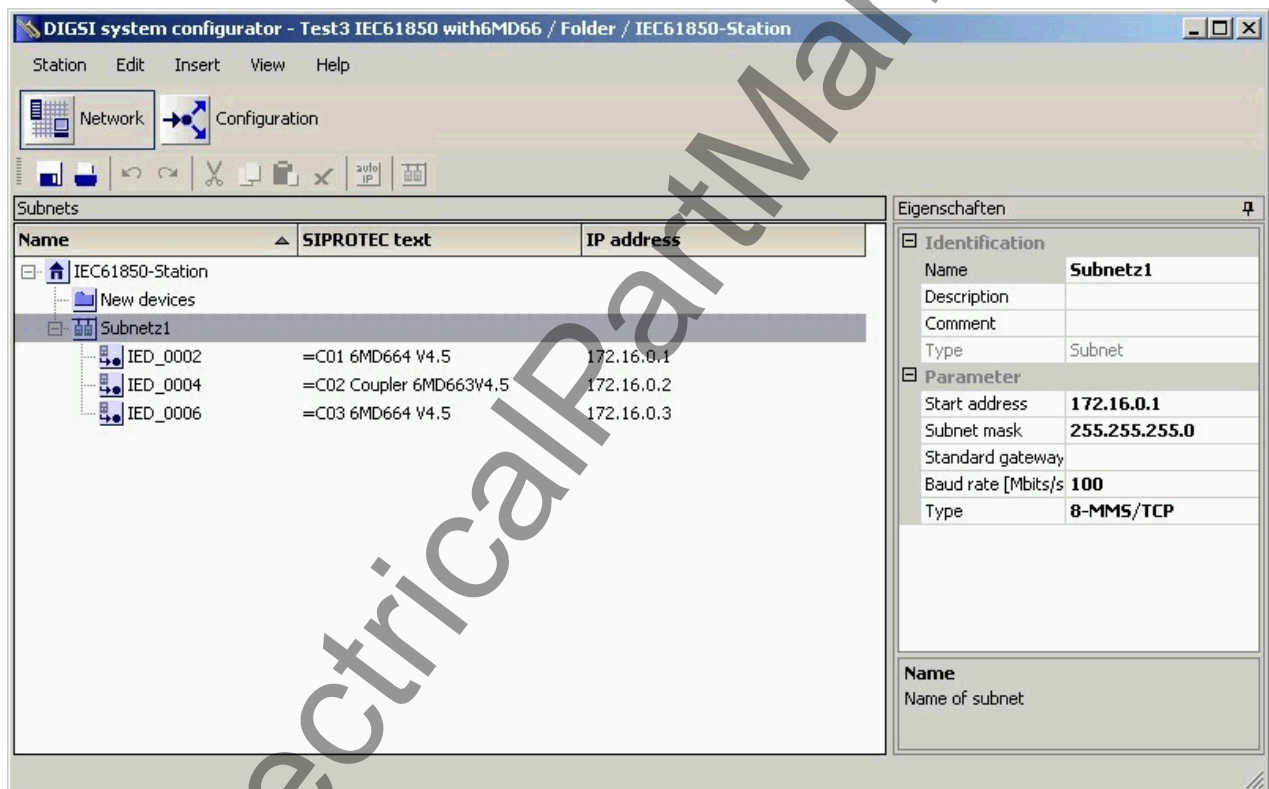 DIGSI system configurator - Test3 IEC61850 with6MD66 / Folder / IEC61850-Station
Station Edit Insert View Help
Network Configuration
auto IP
Subnets
Name SIPROTEC text IP address
IEC61850-Station
New devices
Subnetz1
IED_0002 =C01 6MD664 V4.5 172.16.0.1
IED_0004 =C02 Coupler 6MD663V4.5 172.16.0.2
IED_0006 =C03 6MD664 V4.5 172.16.0.3
Eigenschaften
Identification
Name Subnetz1
Description
Comment
Type Subnet
Parameter
Start address 172.16.0.1
Subnet mask 255.255.255.0
Standard gateway
Baud rate [Mbits/s 100
Type 8-MMS/TCP
Name
Name of subnet
ectricalPartMa